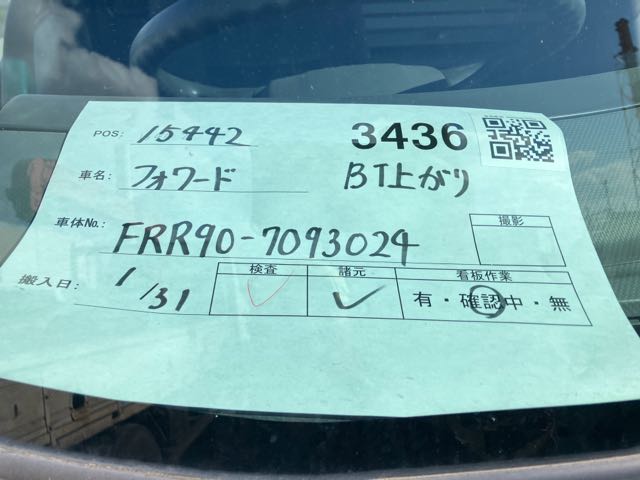 POS: 15442 3436
車名: フォワード BT上がり
車体No.: FRR90-7093024 撮影
搬入日: 1/31 検査 諸元 看板作業
有・確認中・無